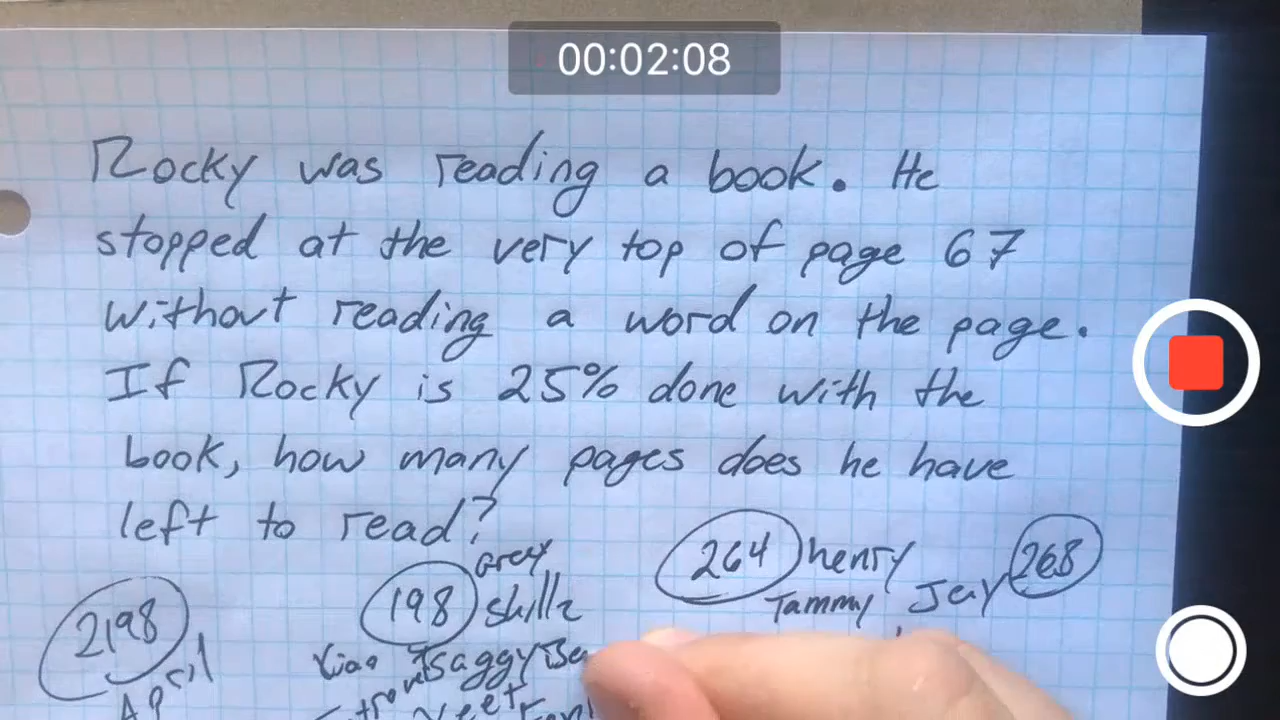 00:02:08
Rocky was reading a book. He
stopped at the very top of page 67
without reading a word on the page.
If Rocky is 25% done with the
book, how many pages does he have
left to read?
264 henry 268
Tammy Jay
198 skillz
2198
April
Xiao
Yeet